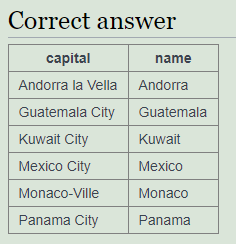 Correct answer
capital name
Andorra la Vella Andorra
Guatemala City Guatemala
Kuwait City Kuwait
Mexico City Mexico
Monaco-Ville Monaco
Panama City Panama